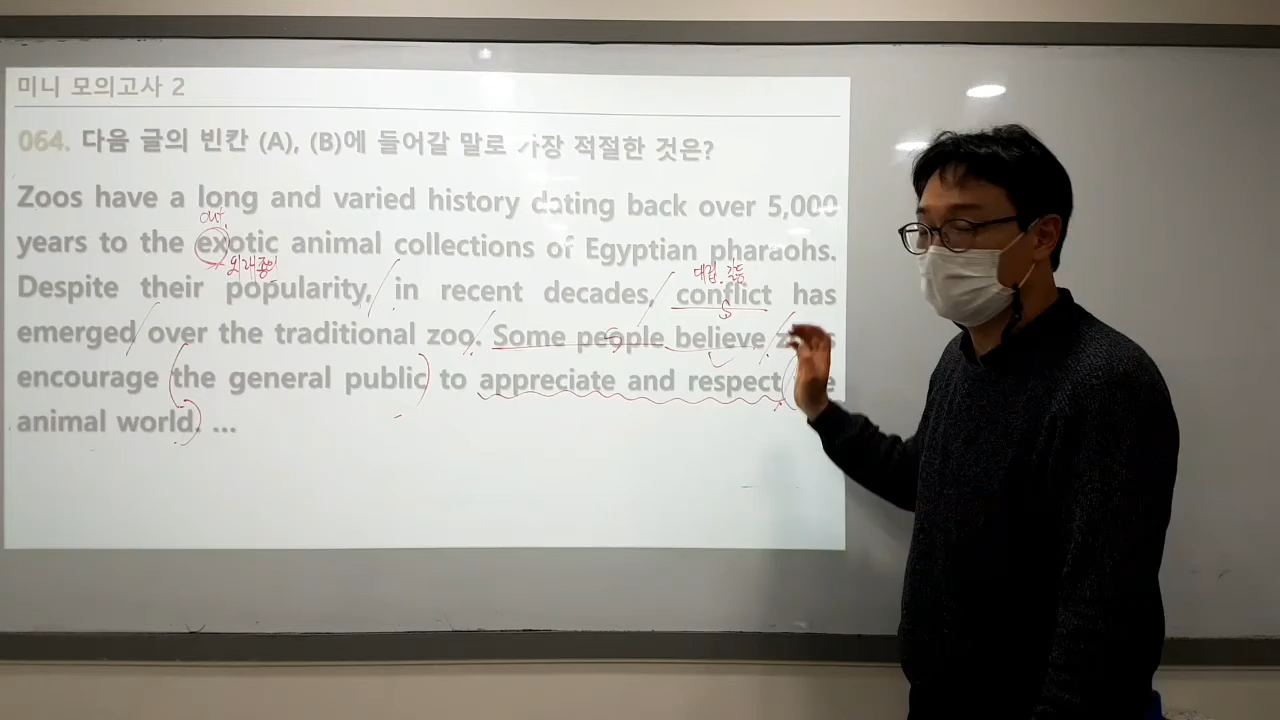 미니 모의고사 2
064. 다음 글의 빈칸 (A), (B)에 들어갈 말로 가장 적절한 것은?
Zoos have a long and varied history dating back over 5,000
out
years to the exotic animal collections of Egyptian pharaohs.
외래종의 대립, 갈등
Despite their popularity, in recent decades, conflict has
S
emerged over the traditional zoo. Some people believe zoos
S
encourage the general public to appreciate and respect the
animal world. ...